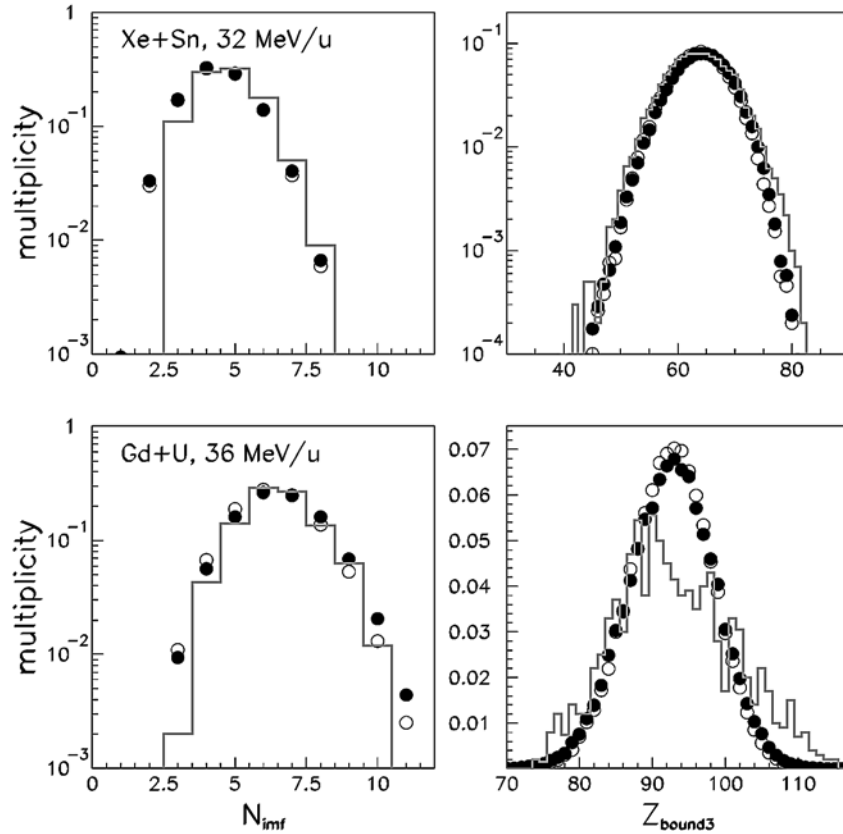 Xe+Sn, 32 MeV/u
multiplicity
1
10⁻¹
10⁻²
10⁻³
0 2.5 5 7.5 10
10⁻¹
10⁻²
10⁻³
10⁻⁴
40 60 80
Gd+U, 36 MeV/u
multiplicity
1
10⁻¹
10⁻²
10⁻³
0 2.5 5 7.5 10
N_imf
0.07
0.06
0.05
0.04
0.03
0.02
0.01
70 80 90 100 110
Z_bound3